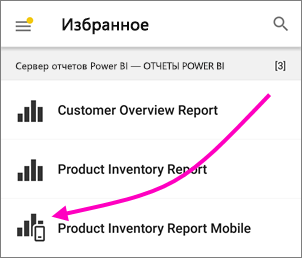 Избранное
Сервер отчетов Power BI — ОТЧЕТЫ POWER BI [3]
Customer Overview Report
Product Inventory Report
Product Inventory Report Mobile